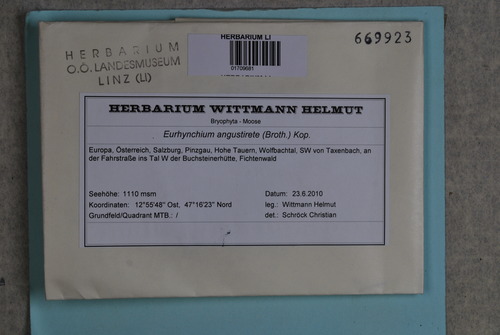 HERBARIUM
O.Ö. LANDESMUSEUM
LINZ (LI)
HERBARIUM LI
01709681
669923
HERBARIUM WITTMANN HELMUT
Bryophyta - Moose
Eurhynchium angustirete (Broth.) Kop.
Europa, Österreich, Salzburg, Pinzgau, Hohe Tauern, Wolfbachtal, SW von Taxenbach, an
der Fahrstraße ins Tal W der Buchsteinerhütte, Fichtenwald
Seehöhe: 1110 msm
Datum: 23.6.2010
Koordinaten: 12°55'48" Ost, 47°16'23" Nord
leg.: Wittmann Helmut
Grundfeld/Quadrant MTB.: /
det.: Schröck Christian